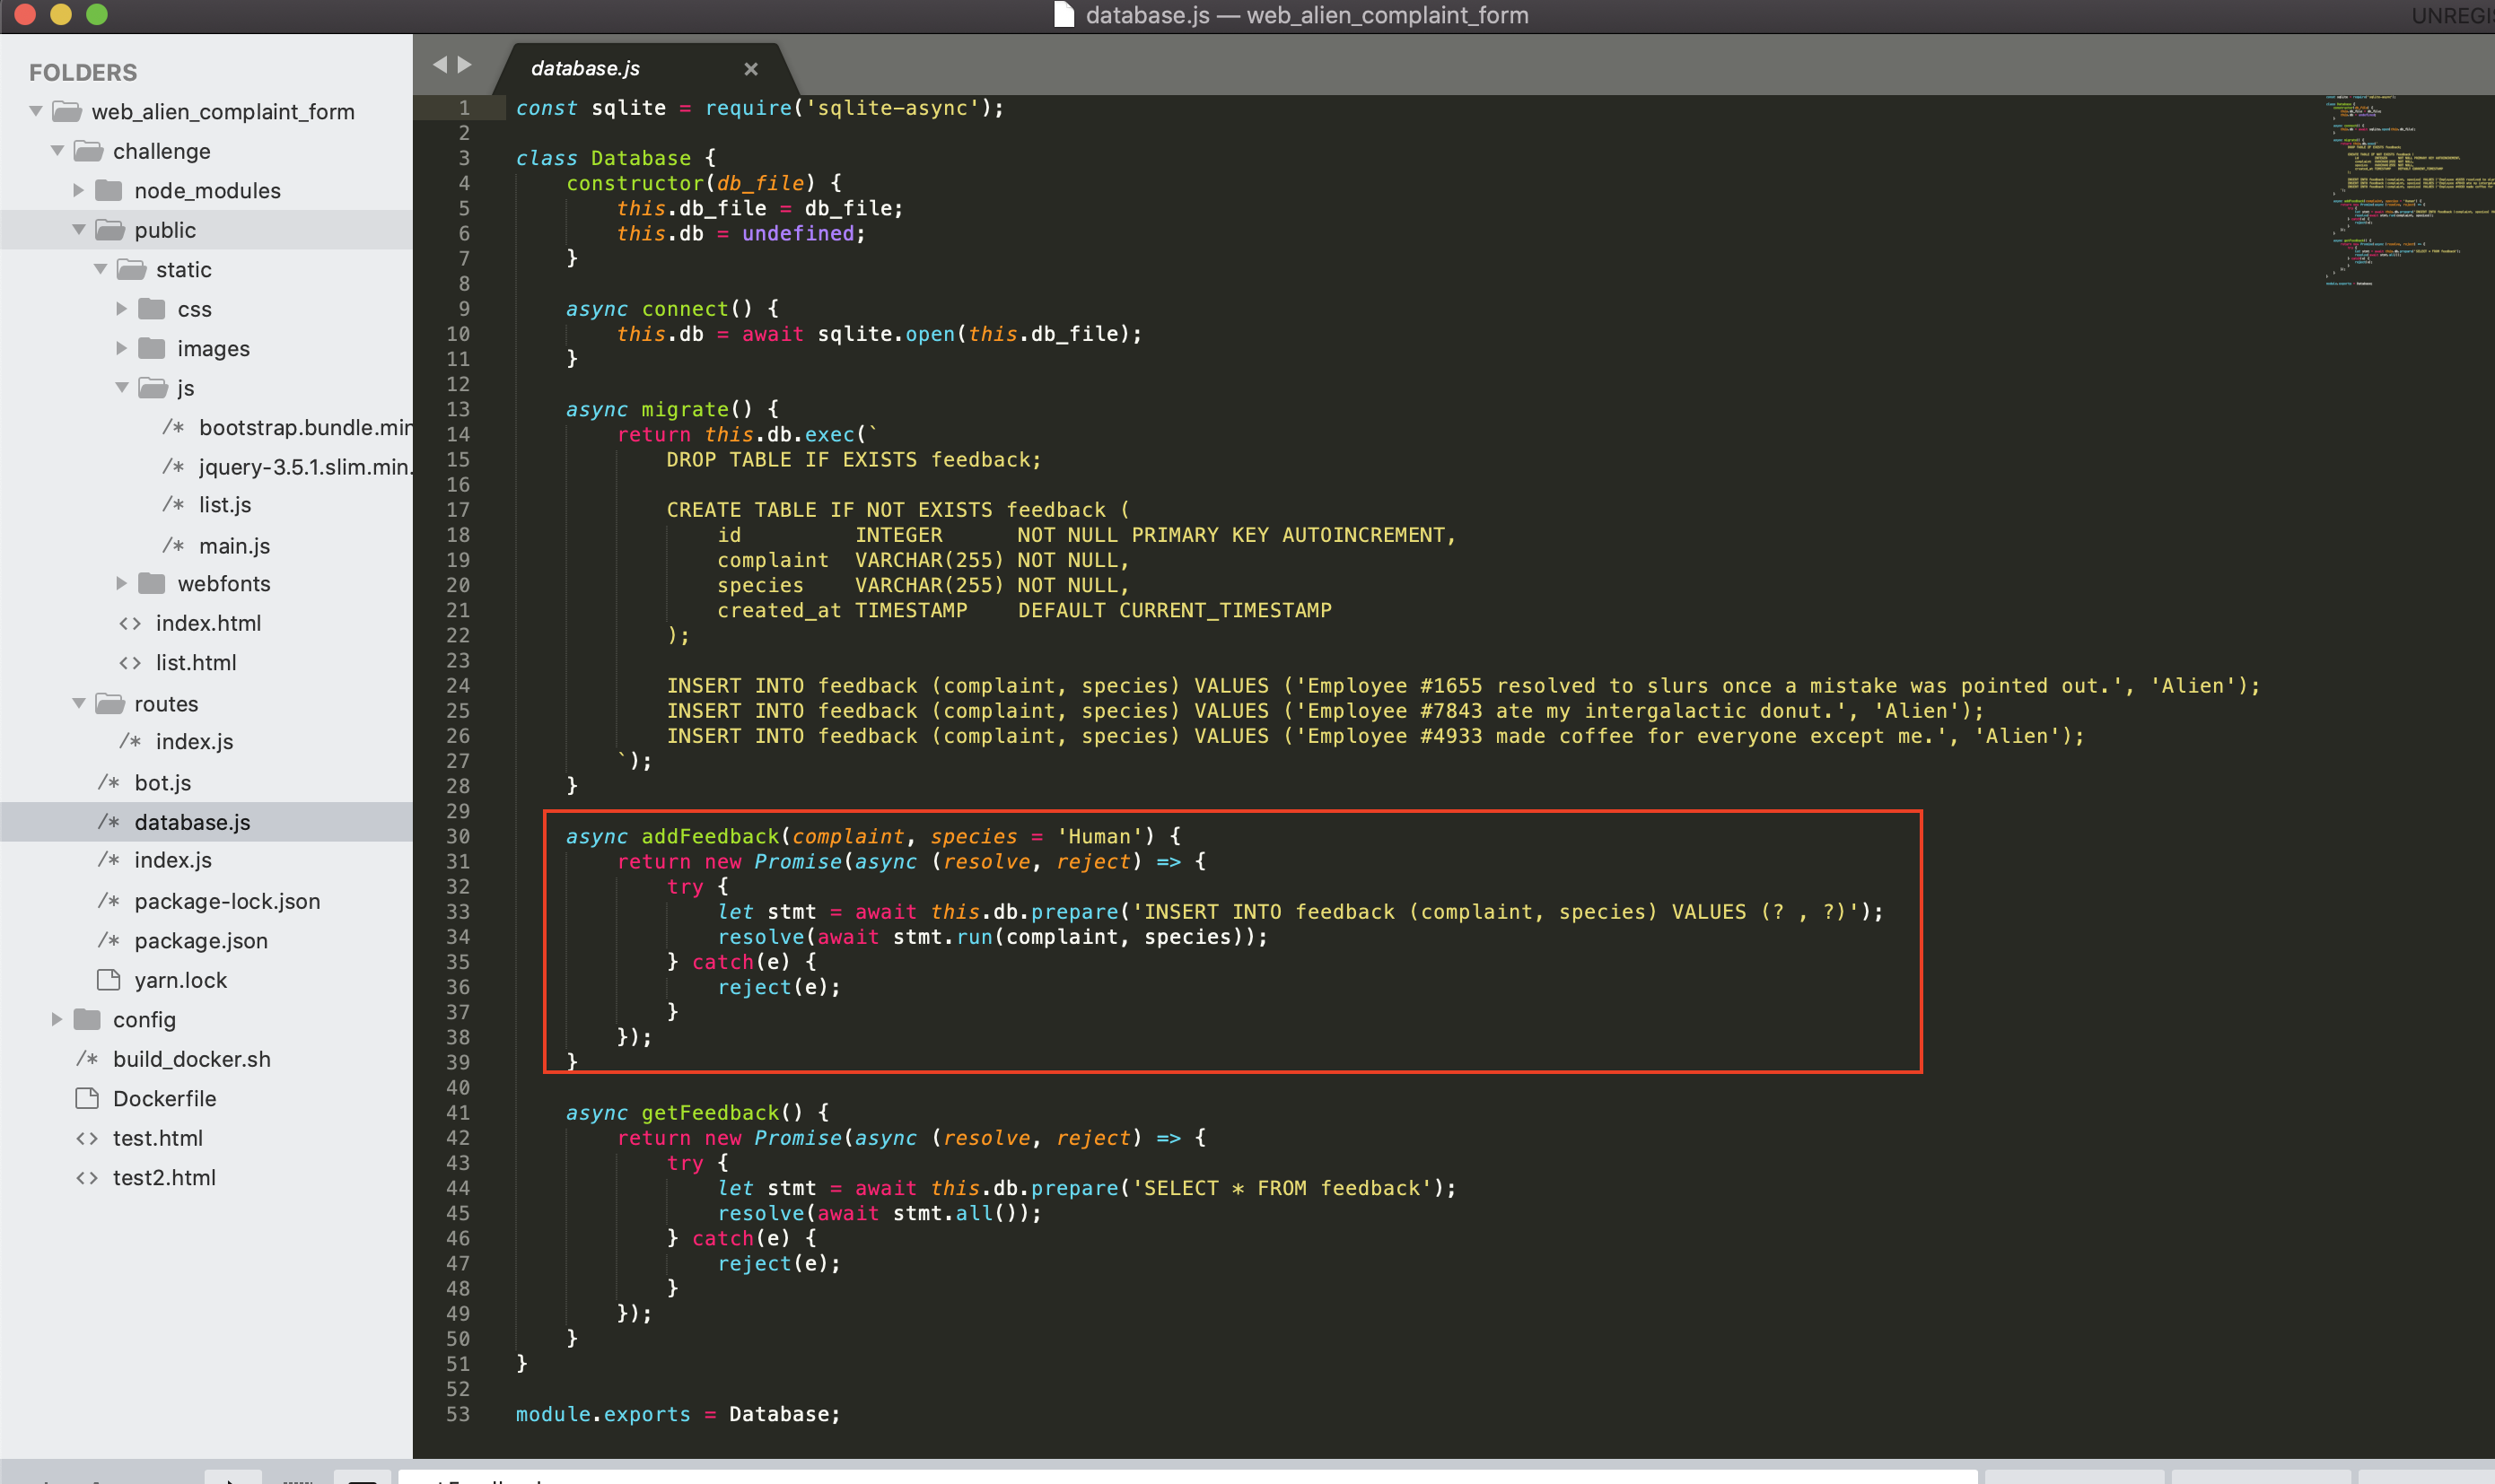 database.js — web_alien_complaint_form
FOLDERS
web_alien_complaint_form
challenge
node_modules
public
static
css
images
js
/* bootstrap.bundle.min
/* jquery-3.5.1.slim.min.
/* list.js
/* main.js
webfonts
<> index.html
<> list.html
routes
/* index.js
/* bot.js
/* database.js
/* index.js
/* package-lock.json
/* package.json
yarn.lock
config
/* build_docker.sh
Dockerfile
<> test.html
<> test2.html
database.js ×
1 const sqlite = require('sqlite-async');
2
3 class Database {
4     constructor(db_file) {
5         this.db_file = db_file;
6         this.db = undefined;
7     }
8
9     async connect() {
10         this.db = await sqlite.open(this.db_file);
11     }
12
13     async migrate() {
14         return this.db.exec(`
15             DROP TABLE IF EXISTS feedback;
16
17             CREATE TABLE IF NOT EXISTS feedback (
18                 id         INTEGER      NOT NULL PRIMARY KEY AUTOINCREMENT,
19                 complaint  VARCHAR(255) NOT NULL,
20                 species    VARCHAR(255) NOT NULL,
21                 created_at TIMESTAMP    DEFAULT CURRENT_TIMESTAMP
22             );
23
24             INSERT INTO feedback (complaint, species) VALUES ('Employee #1655 resolved to slurs once a mistake was pointed out.', 'Alien');
25             INSERT INTO feedback (complaint, species) VALUES ('Employee #7843 ate my intergalactic donut.', 'Alien');
26             INSERT INTO feedback (complaint, species) VALUES ('Employee #4933 made coffee for everyone except me.', 'Alien');
27         `);
28     }
29
30     async addFeedback(complaint, species = 'Human') {
31         return new Promise(async (resolve, reject) => {
32             try {
33                 let stmt = await this.db.prepare('INSERT INTO feedback (complaint, species) VALUES (? , ?)');
34                 resolve(await stmt.run(complaint, species));
35             } catch(e) {
36                 reject(e);
37             }
38         });
39     }
40
41     async getFeedback() {
42         return new Promise(async (resolve, reject) => {
43             try {
44                 let stmt = await this.db.prepare('SELECT * FROM feedback');
45                 resolve(await stmt.all());
46             } catch(e) {
47                 reject(e);
48             }
49         });
50     }
51 }
52
53 module.exports = Database;